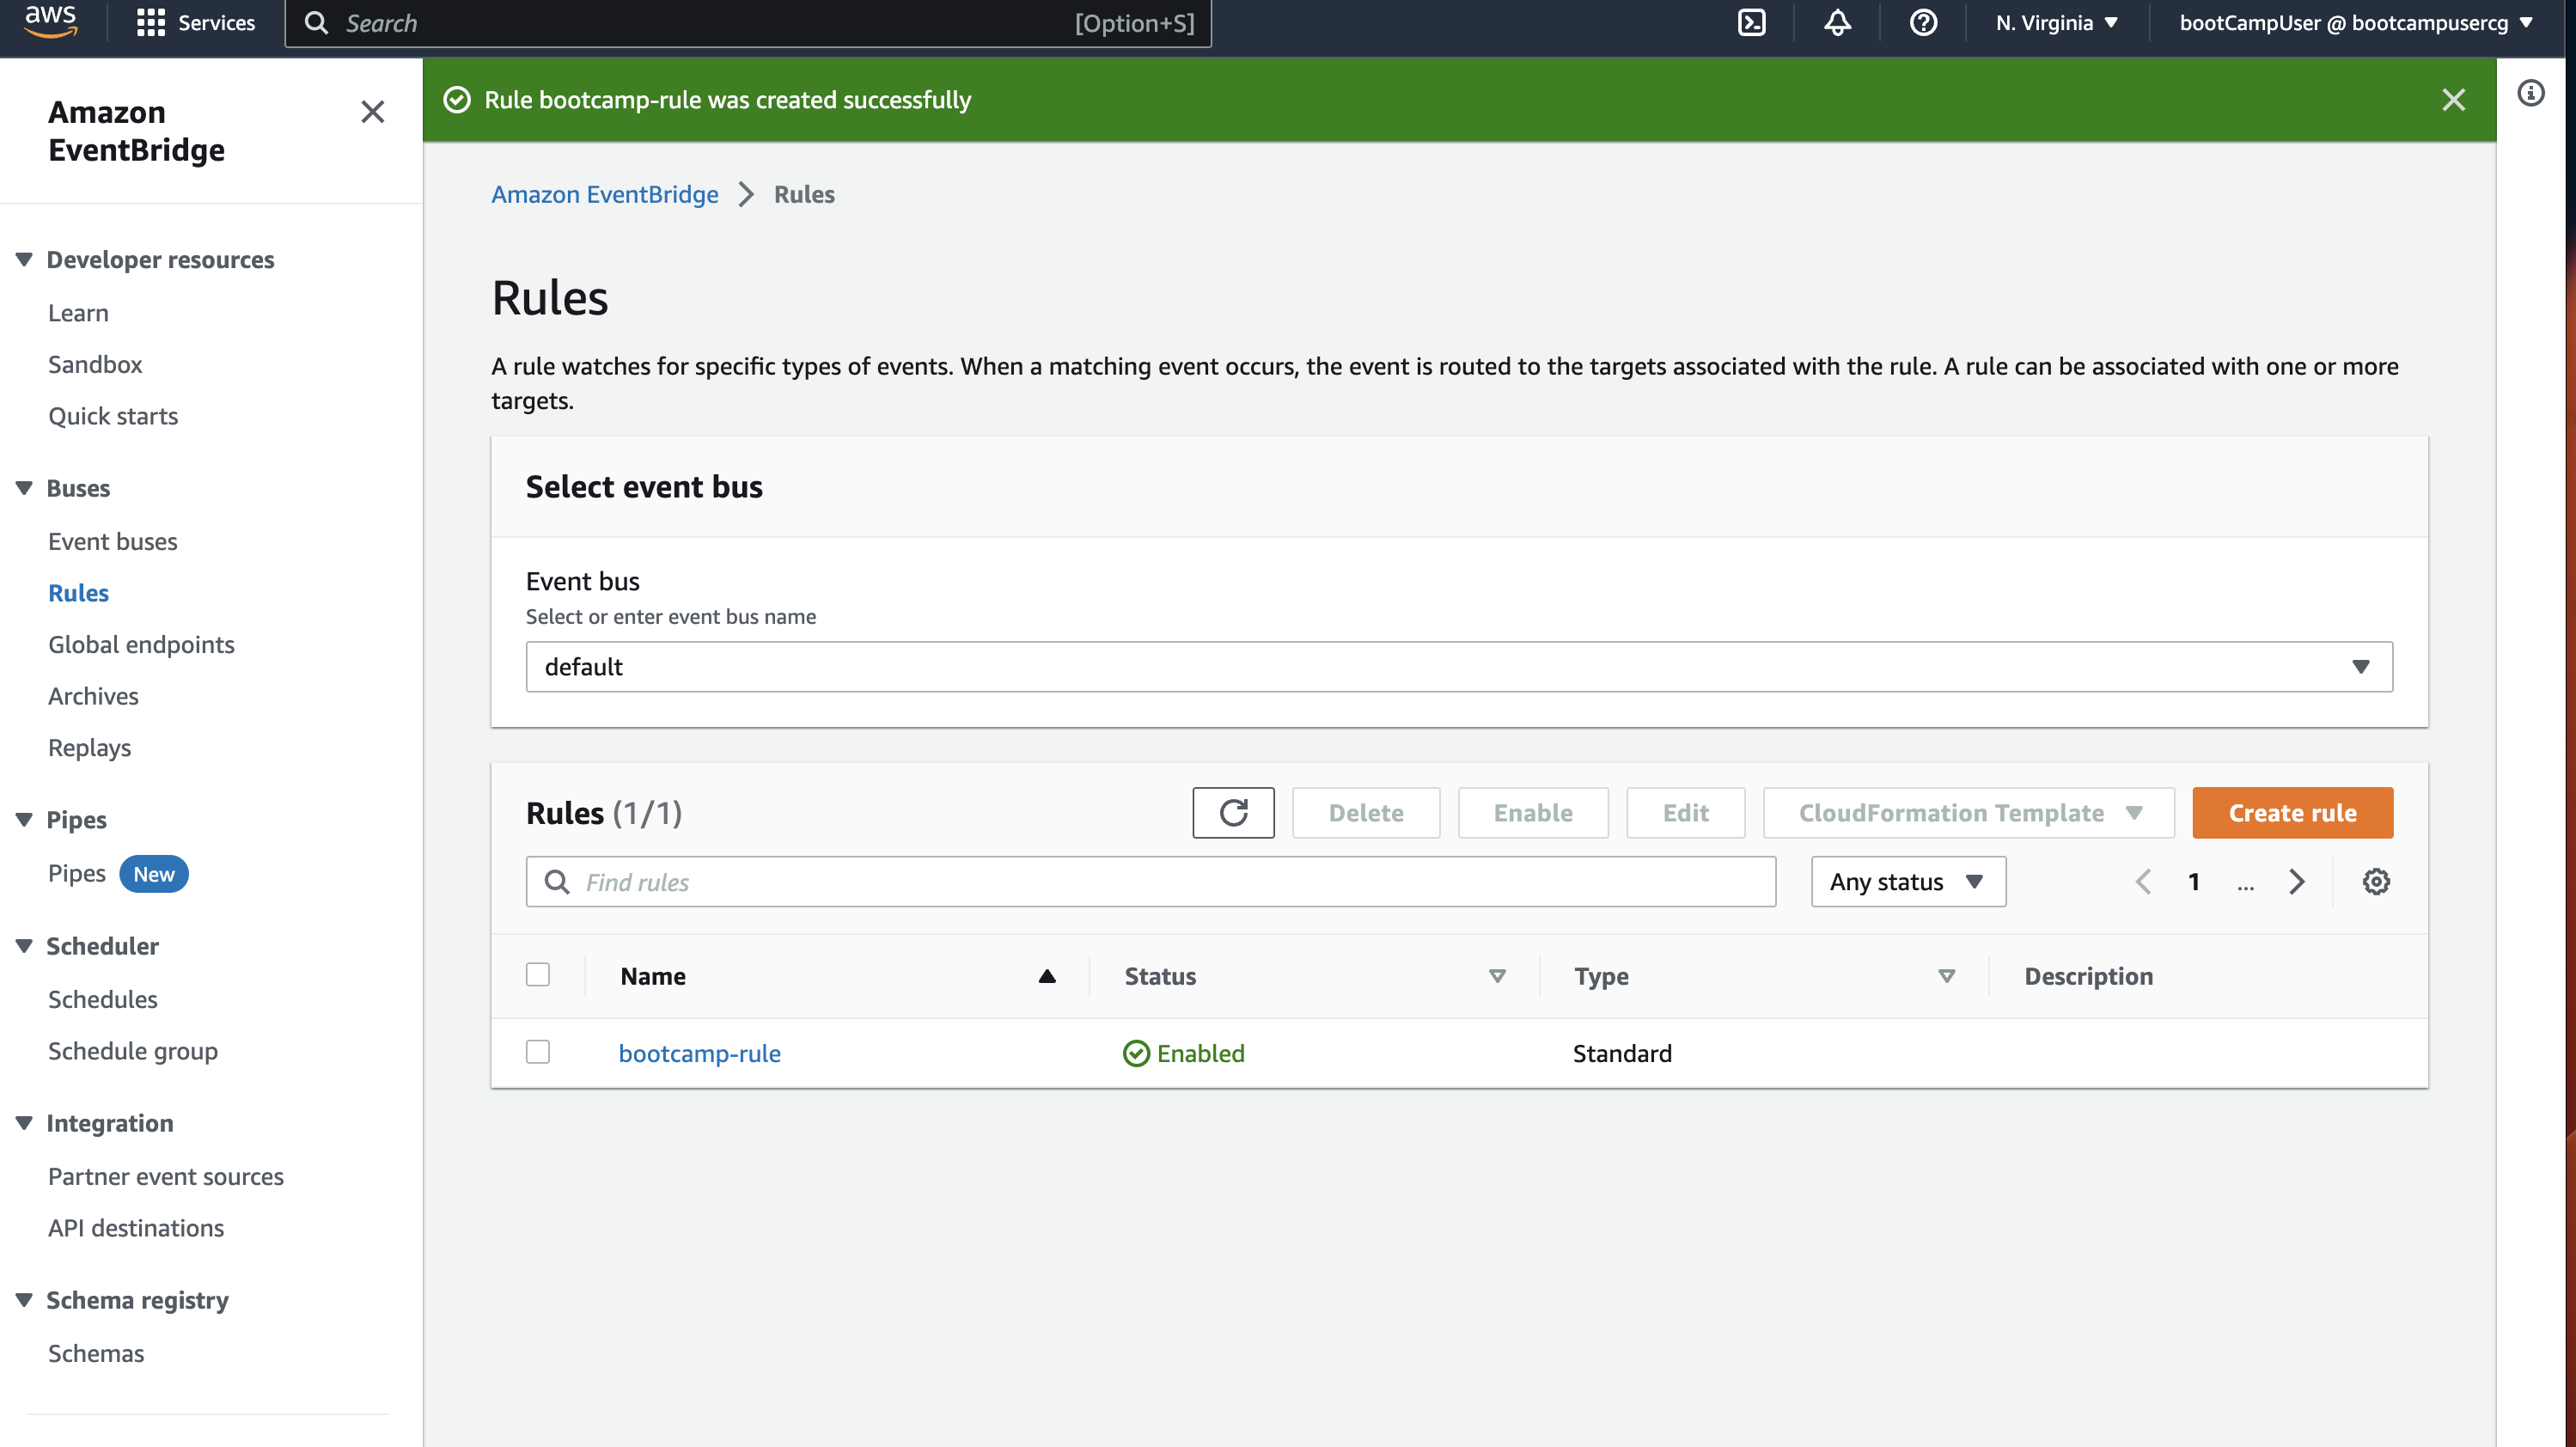 aws
Services
Search
[Option+S]
N. Virginia
bootCampUser @ bootcampusercg
Amazon
EventBridge
Developer resources
Learn
Sandbox
Quick starts
Buses
Event buses
Rules
Global endpoints
Archives
Replays
Pipes
Pipes New
Scheduler
Schedules
Schedule group
Integration
Partner event sources
API destinations
Schema registry
Schemas
Rule bootcamp-rule was created successfully
Amazon EventBridge > Rules
Rules
A rule watches for specific types of events. When a matching event occurs, the event is routed to the targets associated with the rule. A rule can be associated with one or more
targets.
Select event bus
Event bus
Select or enter event bus name
default
Rules (1/1)
Delete
Enable
Edit
CloudFormation Template
Create rule
Find rules
Any status
1 ...
Name Status Type Description
bootcamp-rule Enabled Standard